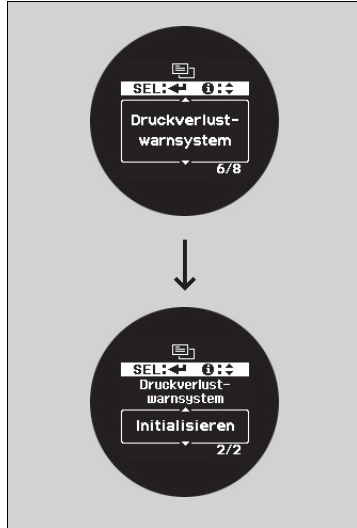 SEL:↵ i:
Druckverlust-
warnsystem
6/8
SEL:↵ i:
Druckverlust-
warnsystem
Initialisieren
2/2